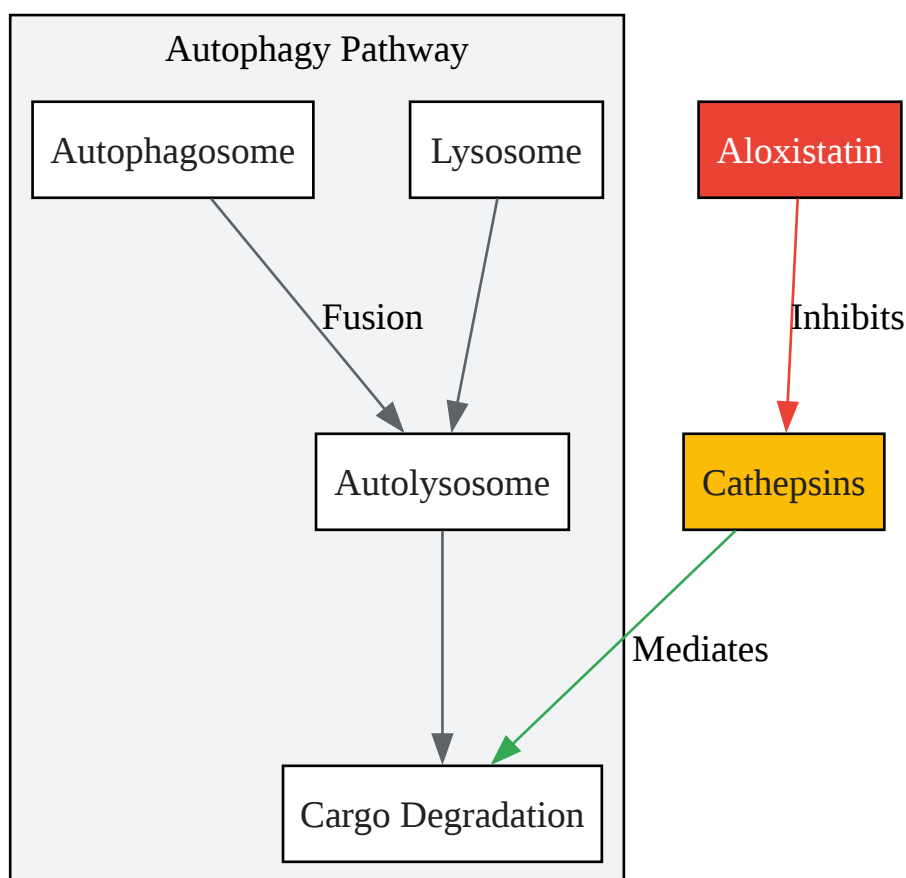 Autophagy Pathway
Autophagosome
Lysosome
Aloxistatin
Fusion
Inhibits
Autolysosome
Cathepsins
Mediates
Cargo Degradation